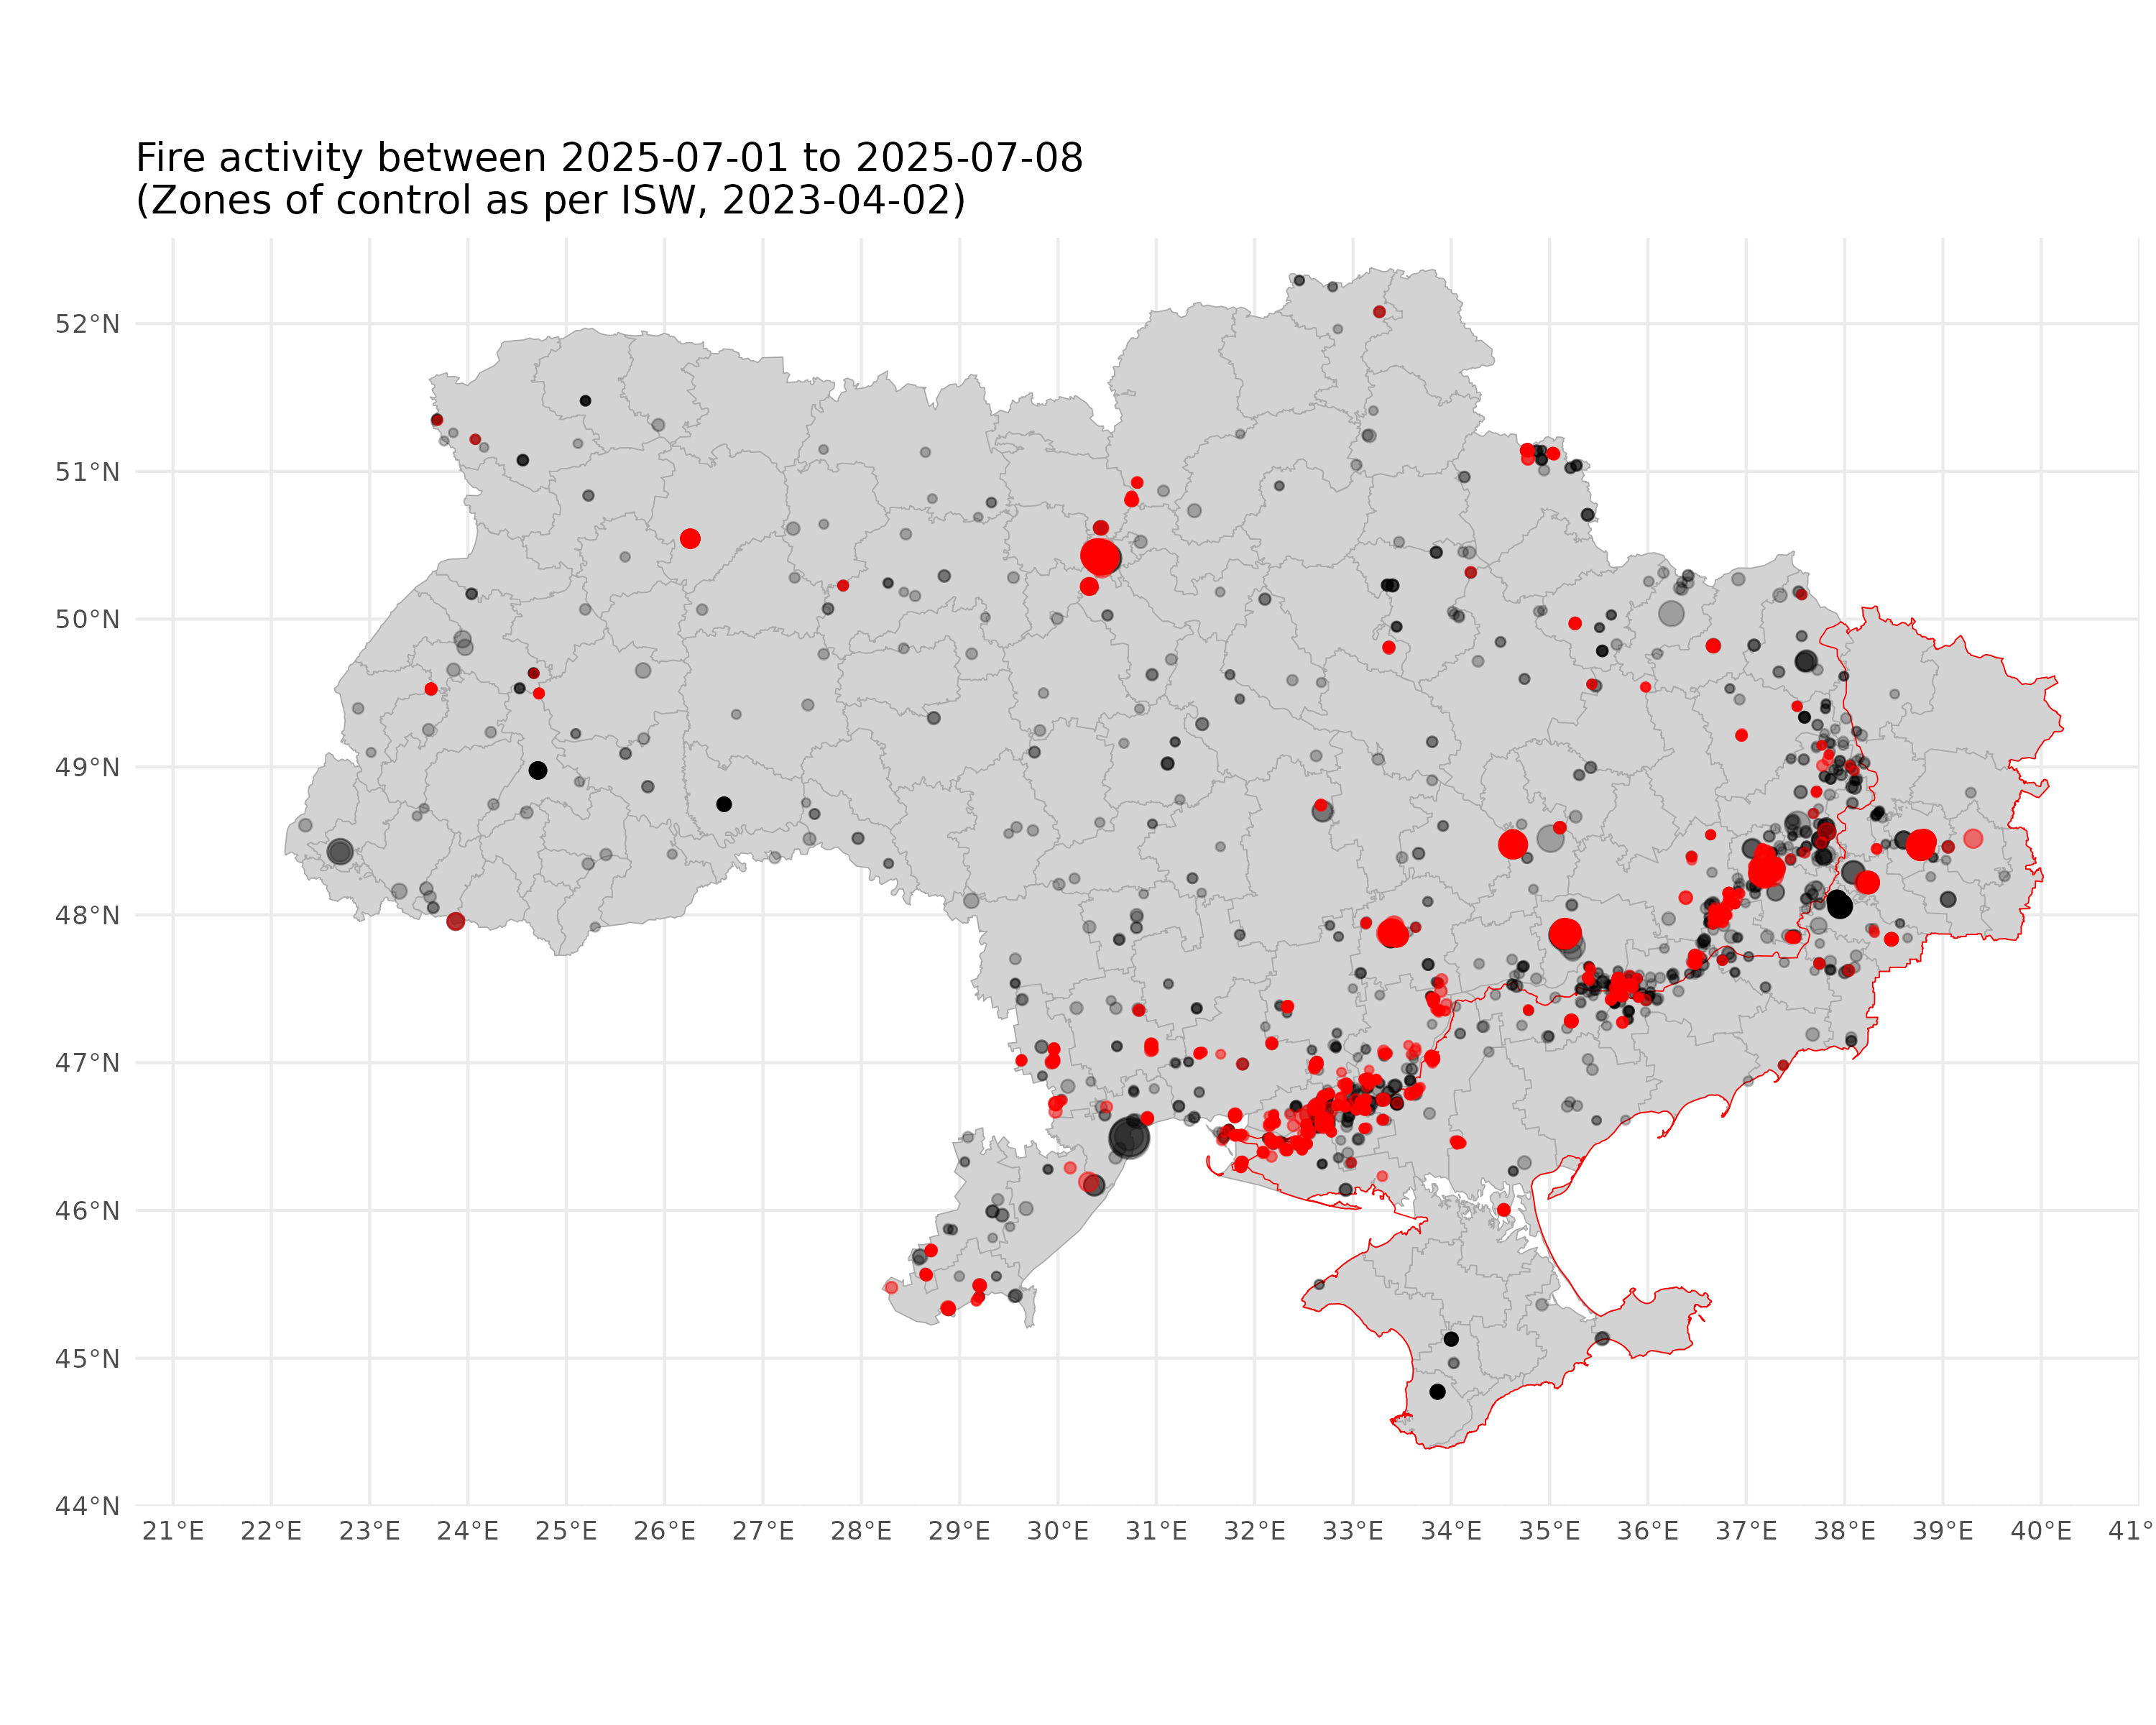 Fire activity between 2025-07-01 to 2025-07-08
(Zones of control as per ISW, 2023-04-02)
52°N
51°N
50°N
49°N
48°N
47°N
46°N
45°N
44°N
21°E 22°E 23°E 24°E 25°E 26°E 27°E 28°E 29°E 30°E 31°E 32°E 33°E 34°E 35°E 36°E 37°E 38°E 39°E 40°E 41°